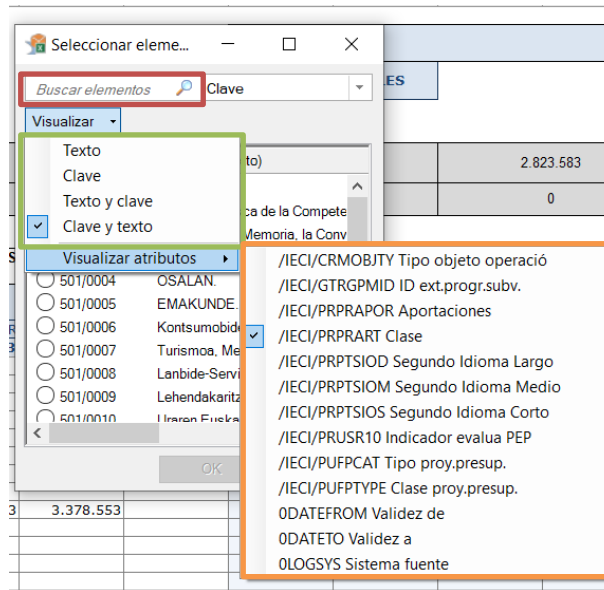 Seleccionar eleme...
Buscar elementos
Clave
ES
Visualizar
Texto
to)
2.823.583
Clave
Texto y clave
ca de la Compete
0
Clave y texto
Memoria, la Conv
Visualizar atributos
/IECI/CRMOBJTY Tipo objeto operació
501/0004 OSALAN.
/IECI/GTRGPMID ID ext.progr.subv.
501/0005 EMAKUNDE.
/IECI/PRPRAPOR Aportaciones
501/0006 Kontsumobide
/IECI/PRPRART Clase
501/0007 Turismoa, Me
/IECI/PRPTSIOD Segundo Idioma Largo
501/0008 Lanbide-Servi
/IECI/PRPTSIOM Segundo Idioma Medio
501/0009 Lehendakaritz
/IECI/PRPTSIOS Segundo Idioma Corto
501/0010 Uraren Euska
/IECI/PRUSR10 Indicador evalua PEP
OK
/IECI/PUFPCAT Tipo proy.presup.
/IECI/PUFPTYPE Clase proy.presup.
3 3.378.553
0DATEFROM Validez de
0DATETO Validez a
0LOGSYS Sistema fuente